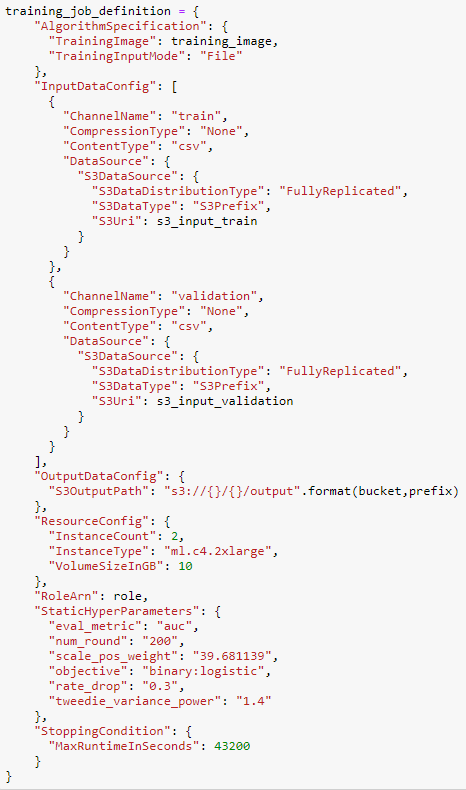 training_job_definition = {
    "AlgorithmSpecification": {
      "TrainingImage": training_image,
      "TrainingInputMode": "File"
    },
    "InputDataConfig": [
      {
        "ChannelName": "train",
        "CompressionType": "None",
        "ContentType": "csv",
        "DataSource": {
          "S3DataSource": {
            "S3DataDistributionType": "FullyReplicated",
            "S3DataType": "S3Prefix",
            "S3Uri": s3_input_train
          }
        }
      },
      {
        "ChannelName": "validation",
        "CompressionType": "None",
        "ContentType": "csv",
        "DataSource": {
          "S3DataSource": {
            "S3DataDistributionType": "FullyReplicated",
            "S3DataType": "S3Prefix",
            "S3Uri": s3_input_validation
          }
        }
      }
    ],
    "OutputDataConfig": {
      "S3OutputPath": "s3://{}/{}/output".format(bucket,prefix)
    },
    "ResourceConfig": {
      "InstanceCount": 2,
      "InstanceType": "ml.c4.2xlarge",
      "VolumeSizeInGB": 10
    },
    "RoleArn": role,
    "StaticHyperParameters": {
      "eval_metric": "auc",
      "num_round": "200",
      "scale_pos_weight": "39.681139",
      "objective": "binary:logistic",
      "rate_drop": "0.3",
      "tweedie_variance_power": "1.4"
    },
    "StoppingCondition": {
      "MaxRuntimeInSeconds": 43200
    }
}